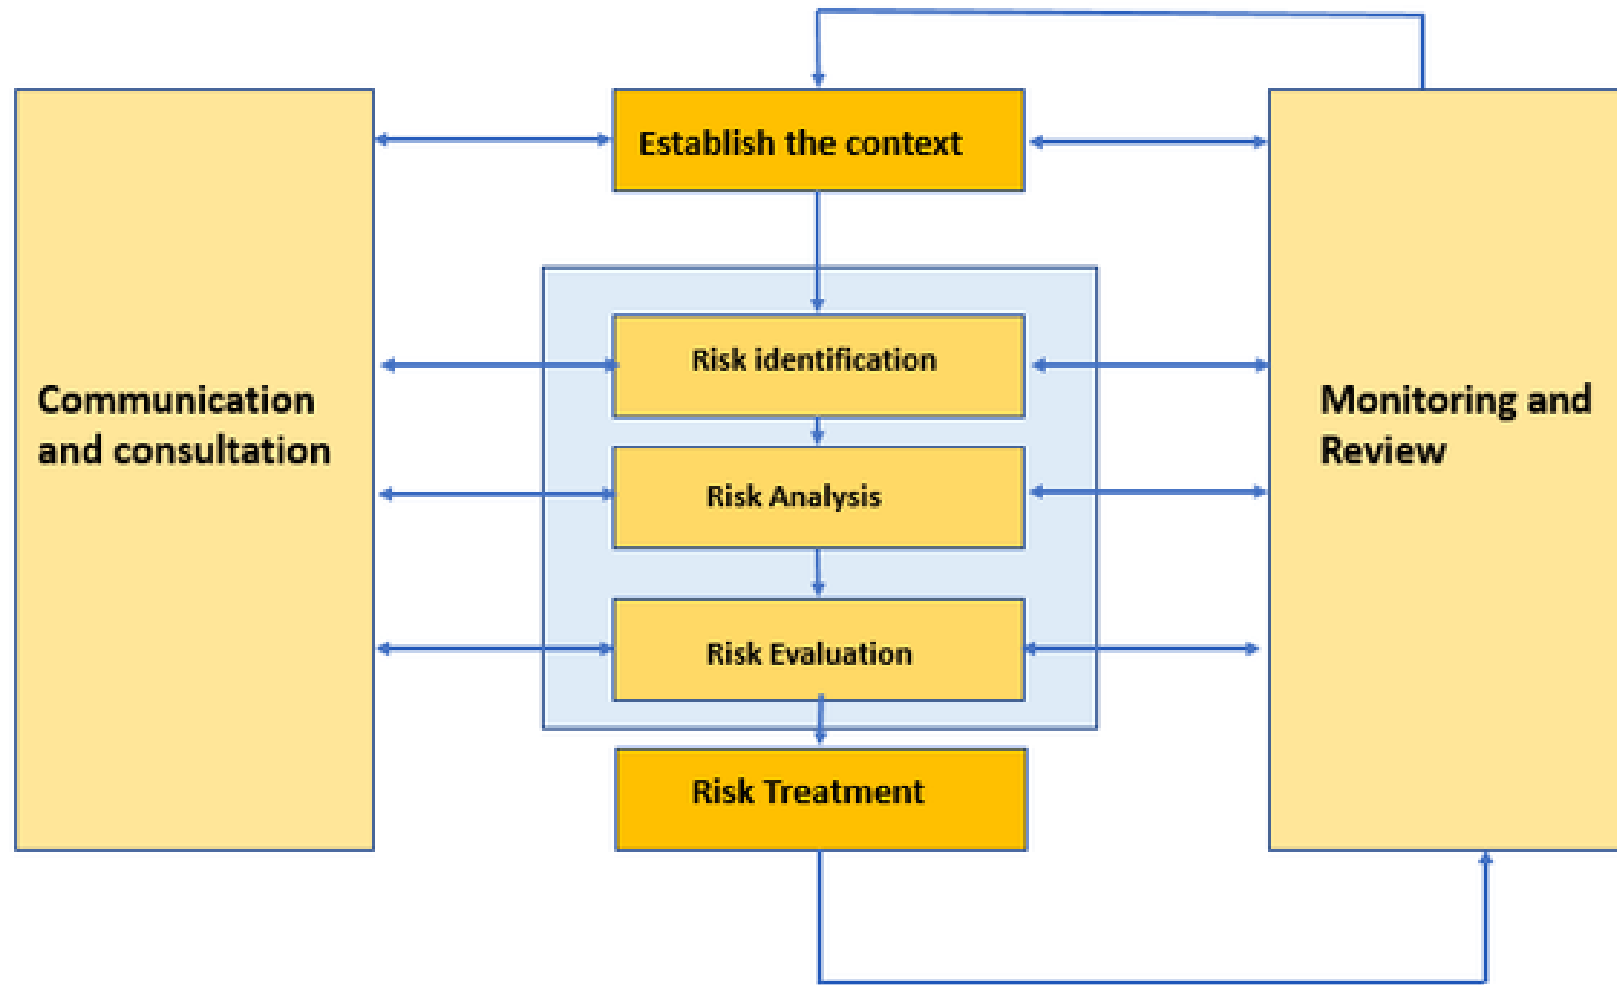 Establish the context
Risk identification
Communication
and consultation
Monitoring and
Review
Risk Analysis
Risk Evaluation
Risk Treatment